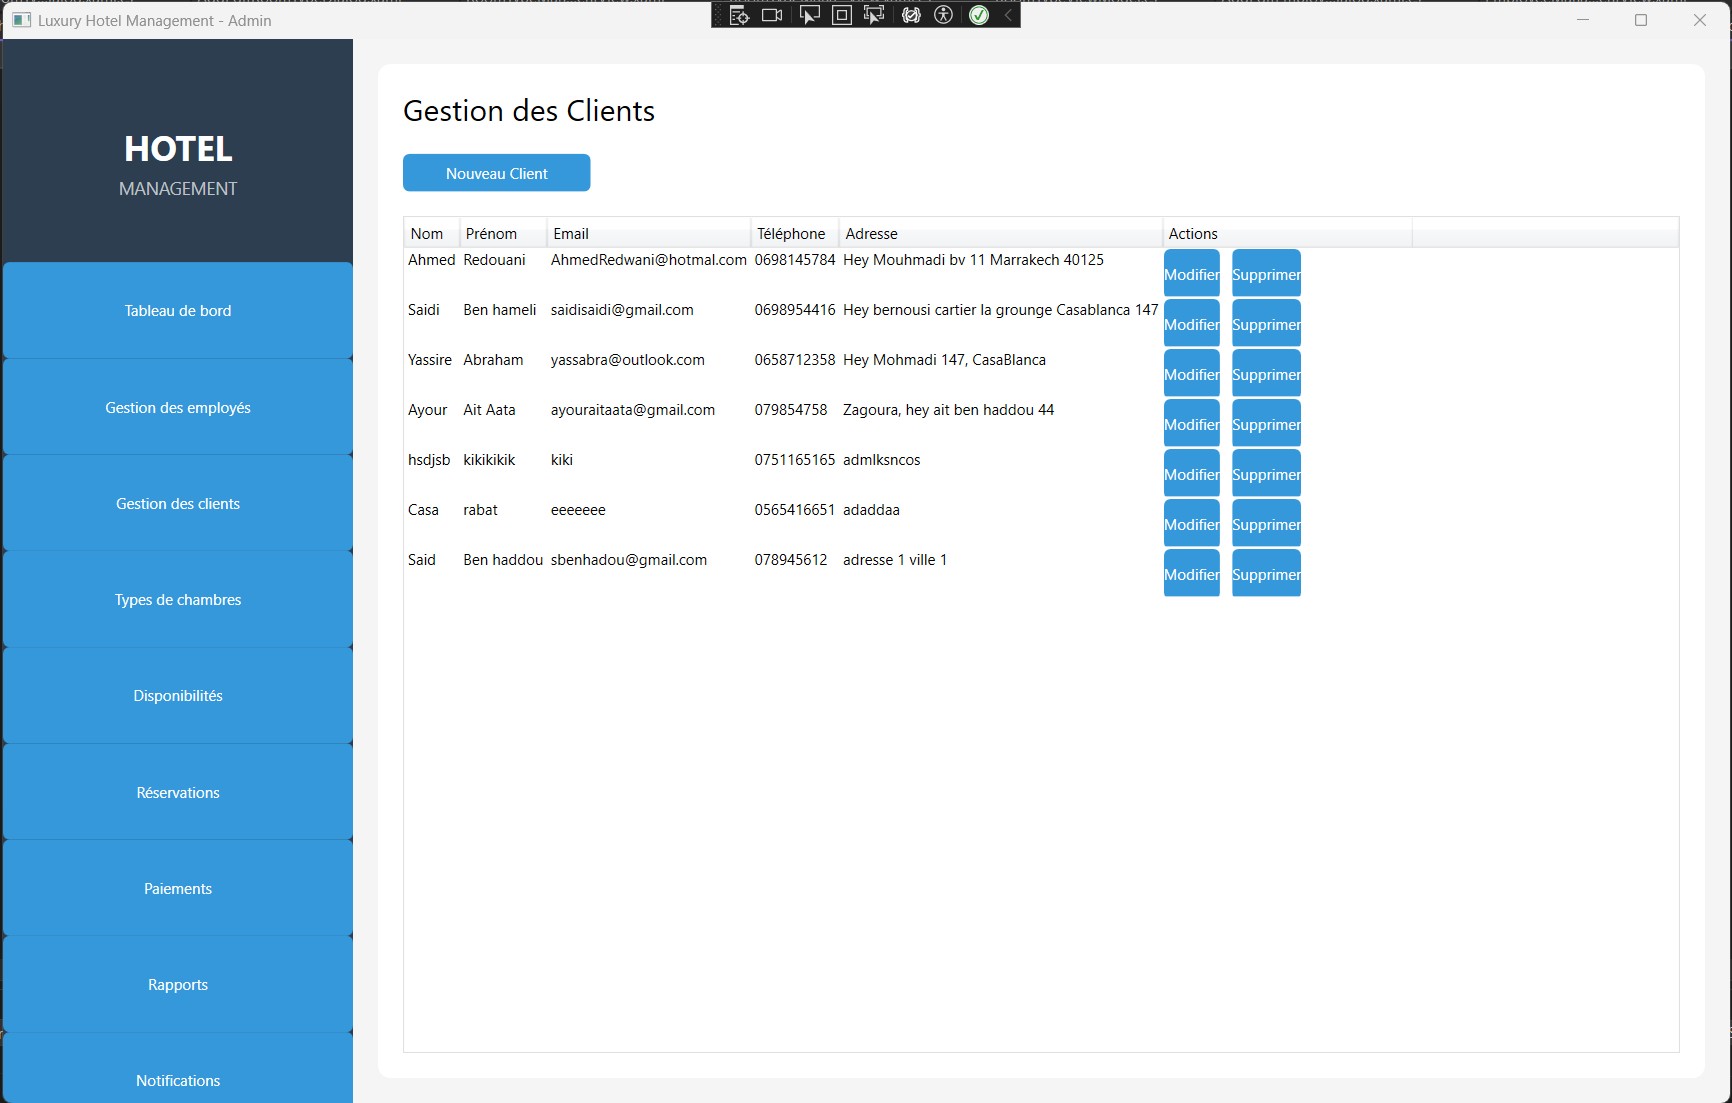 Luxury Hotel Management - Admin
HOTEL
MANAGEMENT
Tableau de bord
Gestion des employés
Gestion des clients
Types de chambres
Disponibilités
Réservations
Paiements
Rapports
Notifications
Gestion des Clients
Nouveau Client
Nom Prénom Email Téléphone Adresse Actions
Ahmed Redouani AhmedRedwani@hotmal.com 0698145784 Hey Mouhmadi bv 11 Marrakech 40125 Modifier Supprimer
Saidi Ben hameli saidisaidi@gmail.com 0698954416 Hey bernousi cartier la grounge Casablanca 147 Modifier Supprimer
Yassire Abraham yassabra@outlook.com 0658712358 Hey Mohmadi 147, CasaBlanca Modifier Supprimer
Ayour Ait Aata ayouraitaata@gmail.com 079854758 Zagoura, hey ait ben haddou 44 Modifier Supprimer
hsdjsb kikikikik kiki 0751165165 admlksncos Modifier Supprimer
Casa rabat eeeeeee 0565416651 adaddaa Modifier Supprimer
Said Ben haddou sbenhadou@gmail.com 078945612 adresse 1 ville 1 Modifier Supprimer